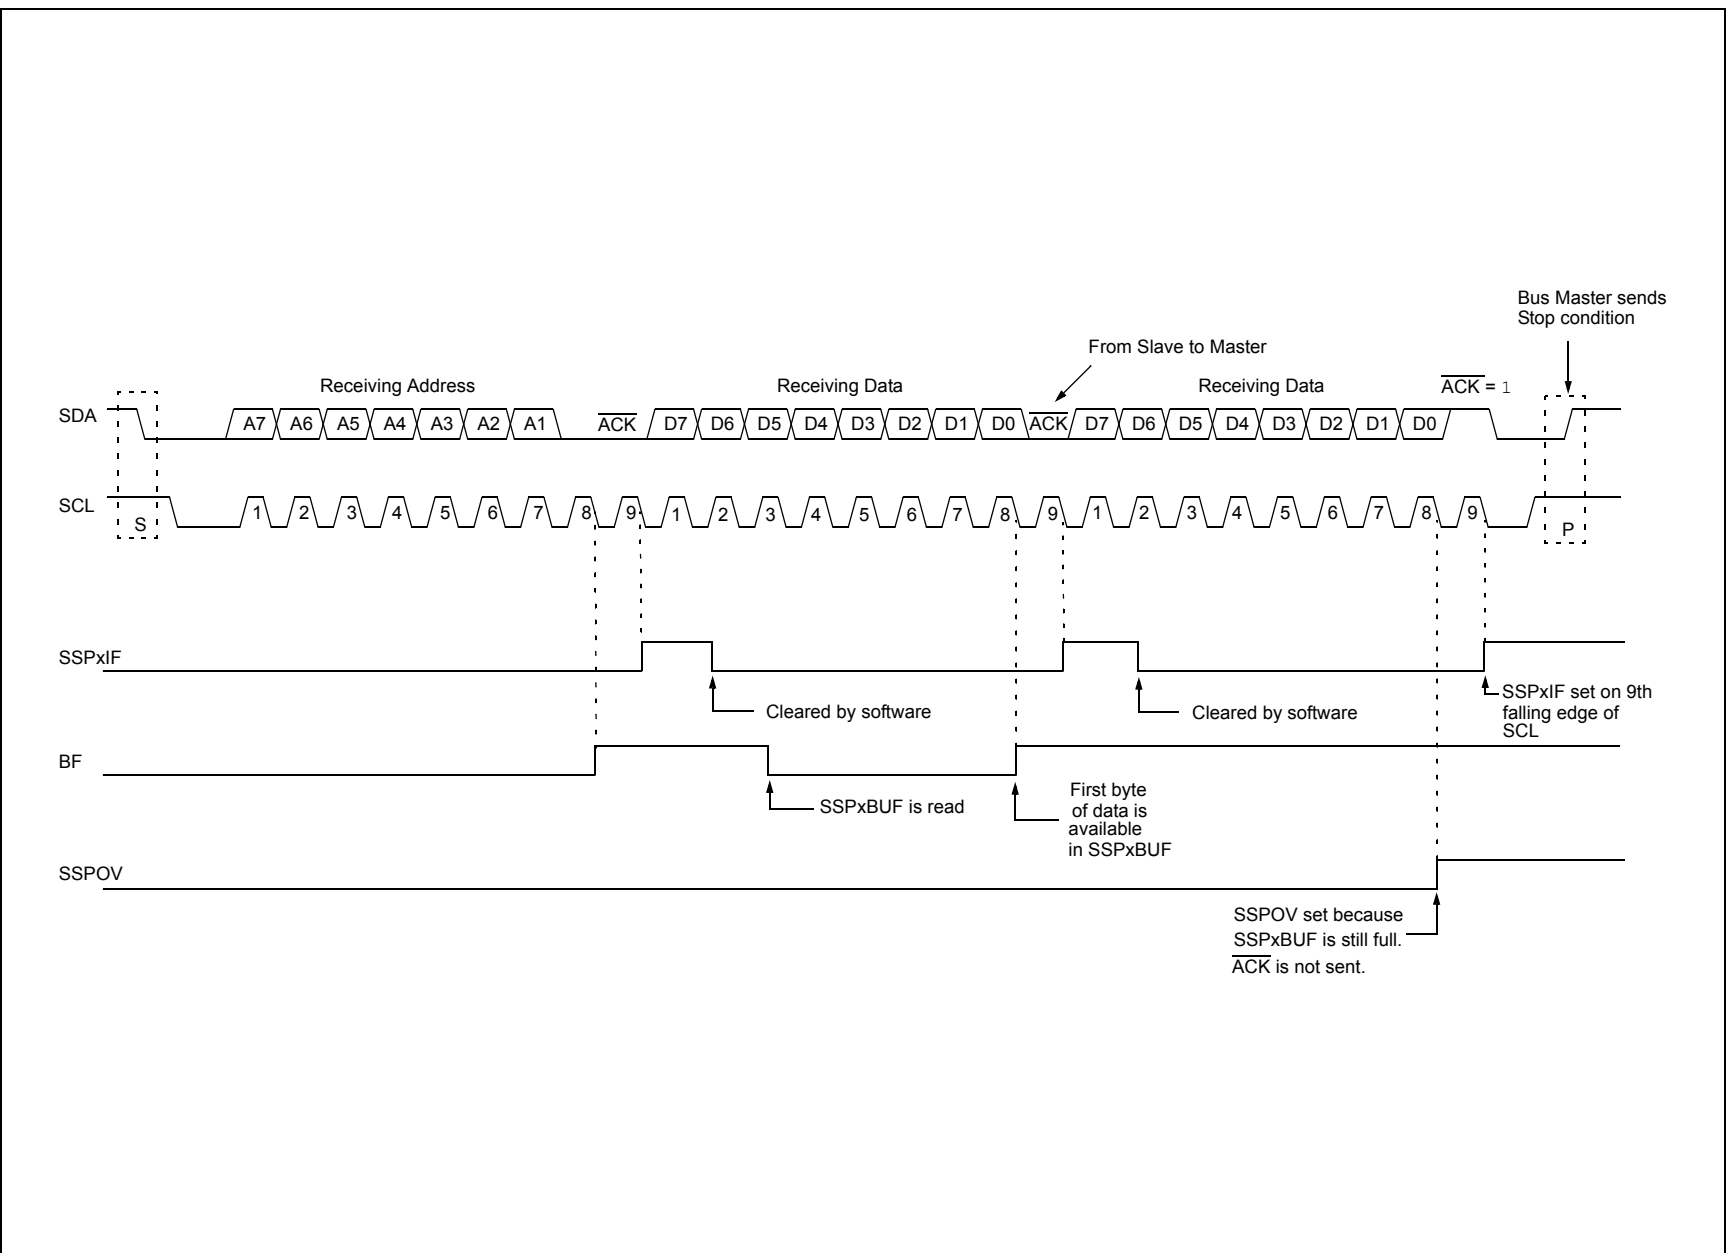 Bus Master sends
Stop condition
From Slave to Master
Receiving Address
Receiving Data
Receiving Data
ACK = 1
SDA
A7 A6 A5 A4 A3 A2 A1 ACK D7 D6 D5 D4 D3 D2 D1 D0 ACK D7 D6 D5 D4 D3 D2 D1 D0
SCL
S
1 2 3 4 5 6 7 8 9 1 2 3 4 5 6 7 8 9 1 2 3 4 5 6 7 8 9
P
SSPxIF
Cleared by software
Cleared by software
SSPxIF set on 9th
falling edge of
SCL
BF
SSPxBUF is read
First byte
of data is
available
in SSPxBUF
SSPOV
SSPOV set because
SSPxBUF is still full.
ACK is not sent.